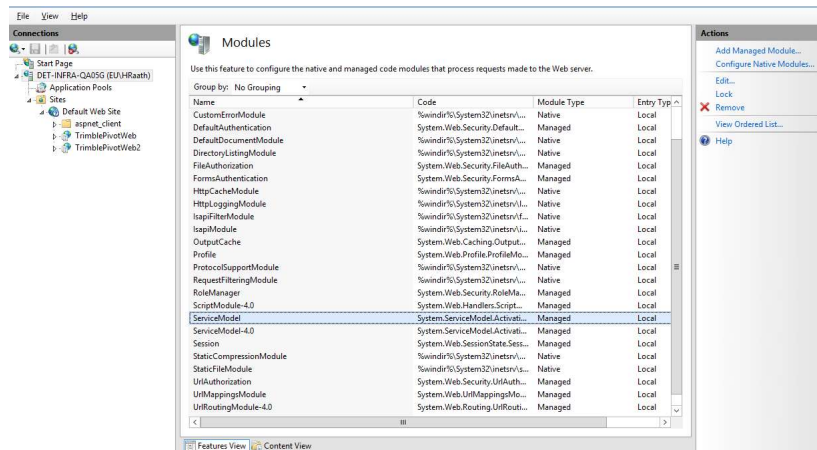 File View Help
Connections
Start Page
DET-INFRA-QA05G (EU\HRaath)
Application Pools
Sites
Default Web Site
aspnet_client
TrimblePivotWeb
TrimblePivotWeb2
Modules
Use this feature to configure the native and managed code modules that process requests made to the Web server.
Group by: No Grouping
Name Code Module Type Entry Typ
CustomErrorModule %windir%\System32\inetsrv\... Native Local
DefaultAuthentication System.Web.Security.Default... Managed Local
DefaultDocumentModule %windir%\System32\inetsrv\... Native Local
DirectoryListingModule %windir%\System32\inetsrv\... Native Local
FileAuthorization System.Web.Security.FileAuth... Managed Local
FormsAuthentication System.Web.Security.FormsA... Managed Local
HttpCacheModule %windir%\System32\inetsrv\... Native Local
HttpLoggingModule %windir%\System32\inetsrv\l... Native Local
IsapiFilterModule %windir%\System32\inetsrv\f... Native Local
IsapiModule %windir%\System32\inetsrv\i... Native Local
OutputCache System.Web.Caching.Output... Managed Local
Profile System.Web.Profile.ProfileMo... Managed Local
ProtocolSupportModule %windir%\System32\inetsrv\... Native Local
RequestFilteringModule %windir%\System32\inetsrv\... Native Local
RoleManager System.Web.Security.RoleMa... Managed Local
ScriptModule-4.0 System.Web.Handlers.Script... Managed Local
ServiceModel System.ServiceModel.Activati... Managed Local
ServiceModel-4.0 System.ServiceModel.Activati... Managed Local
Session System.Web.SessionState.Sess... Managed Local
StaticCompressionModule %windir%\System32\inetsrv\... Native Local
StaticFileModule %windir%\System32\inetsrv\s... Native Local
UrlAuthorization System.Web.Security.UrlAuth... Managed Local
UrlMappingsModule System.Web.UrlMappingsMo... Managed Local
UrlRoutingModule-4.0 System.Web.Routing.UrlRouti... Managed Local
Features View Content View
Actions
Add Managed Module...
Configure Native Modules...
Edit...
Lock
Remove
View Ordered List...
Help